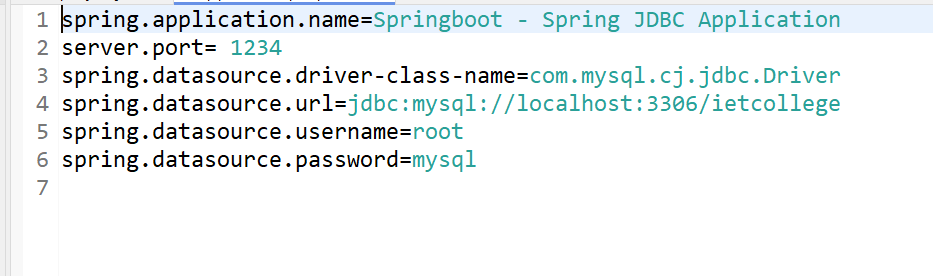 1 spring.application.name=Springboot - Spring JDBC Application
2 server.port= 1234
3 spring.datasource.driver-class-name=com.mysql.cj.jdbc.Driver
4 spring.datasource.url=jdbc:mysql://localhost:3306/ietcollege
5 spring.datasource.username=root
6 spring.datasource.password=mysql
7